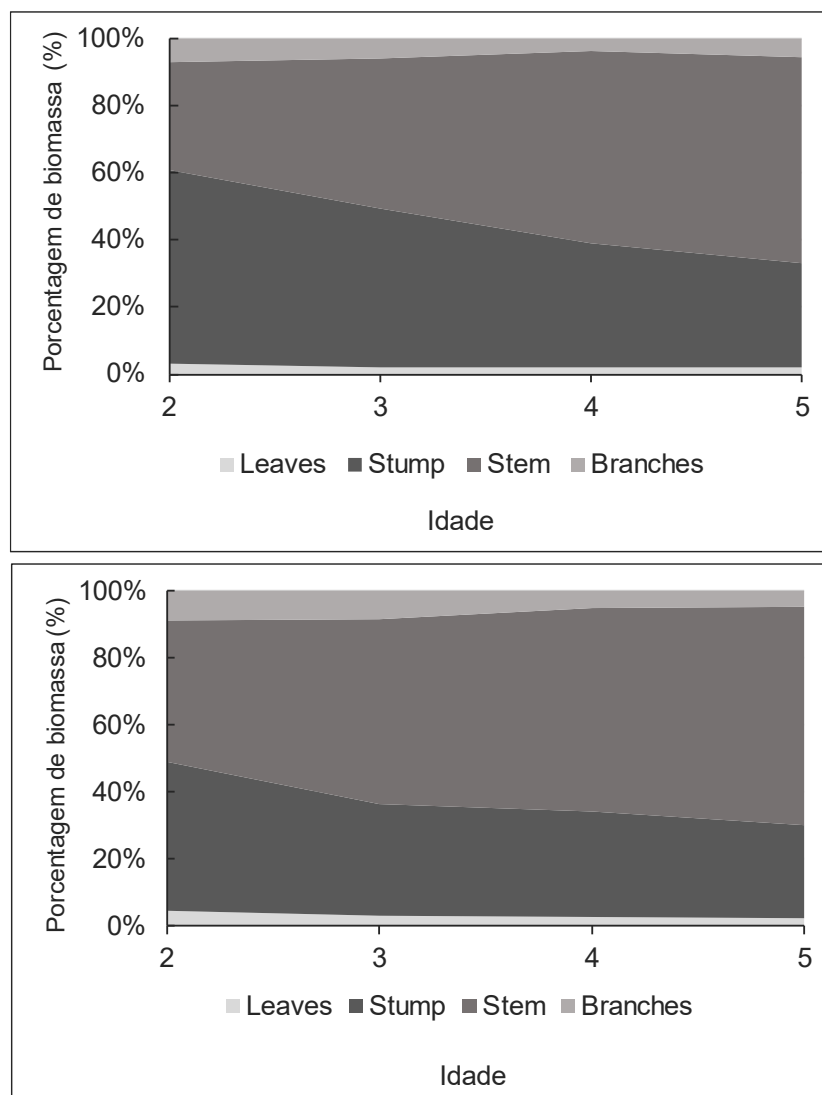 Porcentagem de biomassa (%)
100%
80%
60%
40%
20%
0%
2 3 4 5
Leaves Stump Stem Branches
Idade
Porcentagem de biomassa (%)
100%
80%
60%
40%
20%
0%
2 3 4 5
Leaves Stump Stem Branches
Idade